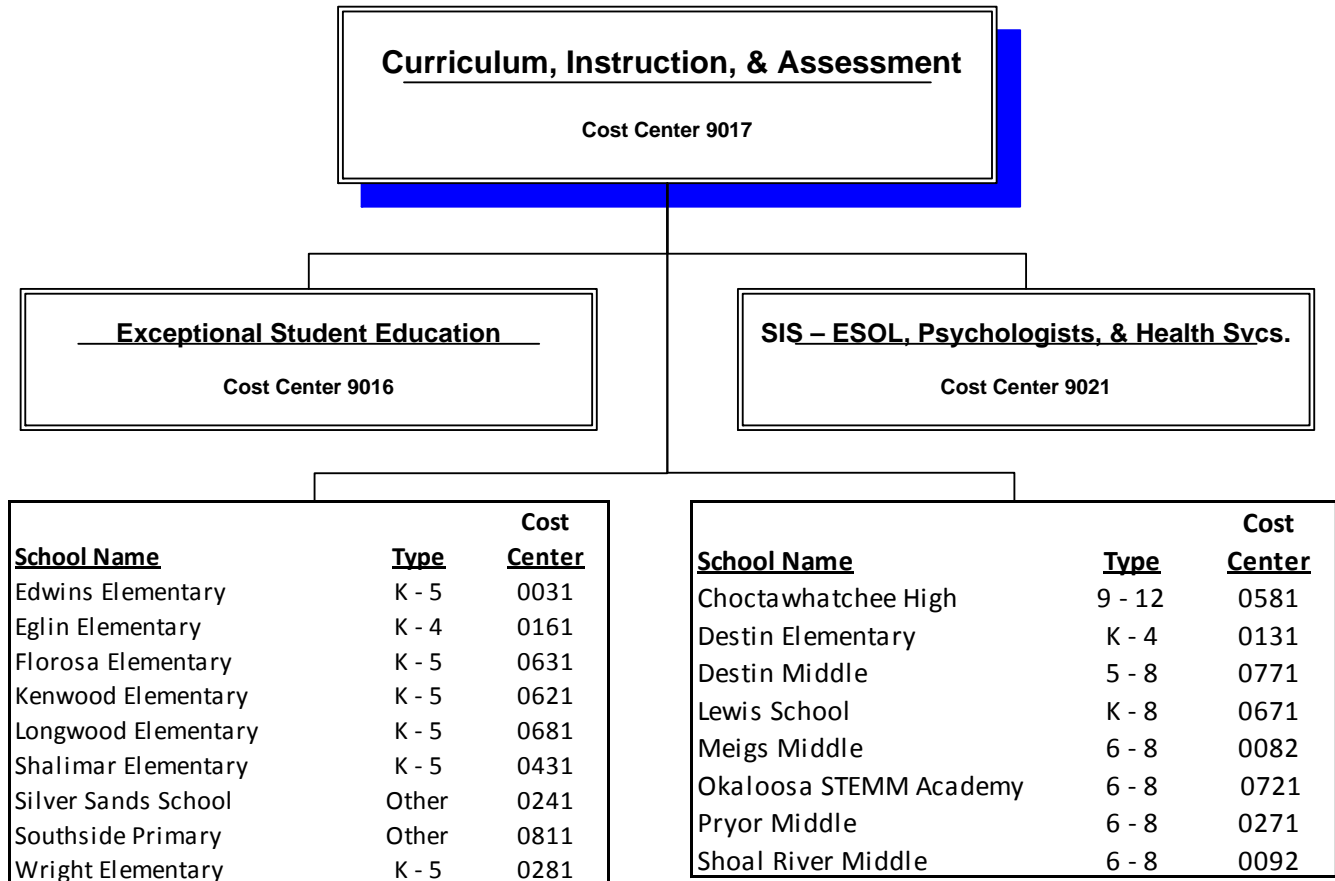 Curriculum, Instruction, & Assessment
Cost Center 9017
Exceptional Student Education
Cost Center 9016
SIS – ESOL, Psychologists, & Health Svcs.
Cost Center 9021
Cost
School Name Type Center
Edwins Elementary K - 5 0031
Eglin Elementary K - 4 0161
Florosa Elementary K - 5 0631
Kenwood Elementary K - 5 0621
Longwood Elementary K - 5 0681
Shalimar Elementary K - 5 0431
Silver Sands School Other 0241
Southside Primary Other 0811
Wright Elementary K - 5 0281
Cost
School Name Type Center
Choctawhatchee High 9 - 12 0581
Destin Elementary K - 4 0131
Destin Middle 5 - 8 0771
Lewis School K - 8 0671
Meigs Middle 6 - 8 0082
Okaloosa STEMM Academy 6 - 8 0721
Pryor Middle 6 - 8 0271
Shoal River Middle 6 - 8 0092